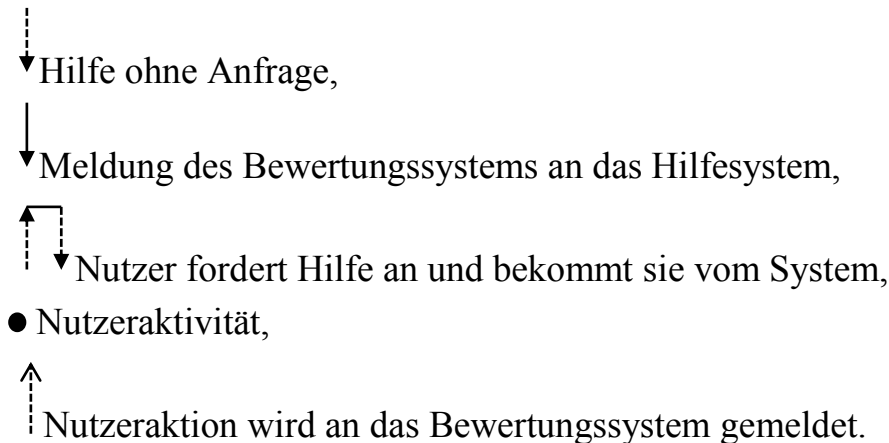 Hilfe ohne Anfrage,
Meldung des Bewertungssystems an das Hilfesystem,
Nutzer fordert Hilfe an und bekommt sie vom System,
Nutzeraktivität,
Nutzeraktion wird an das Bewertungssystem gemeldet.